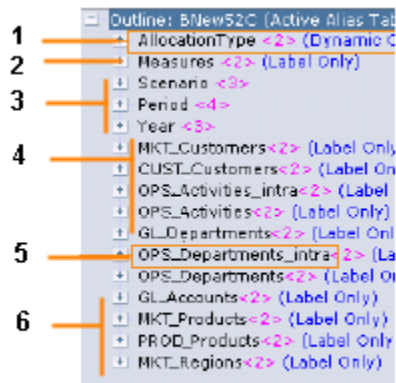 Outline: BNew52C (Active Alias Tab
1 AllocationType <2> (Dynamic C
2 Measures <2> (Label Only)
3 Scenario <3>
Period <4>
Year <3>
4 MKT_Customers<2> (Label Only
CUST_Customers<2> (Label On
OPS_Activities_intra<2> (Label
OPS_Activities<2> (Label Only)
GL_Departments<2> (Label Onl
5 OPS_Departments_intra<2> (La
OPS_Departments<2> (Label Or
6 GL_Accounts<2> (Label Only)
MKT_Products<2> (Label Only)
PROD_Products<2> (Label Only
MKT_Regions<2> (Label Only)